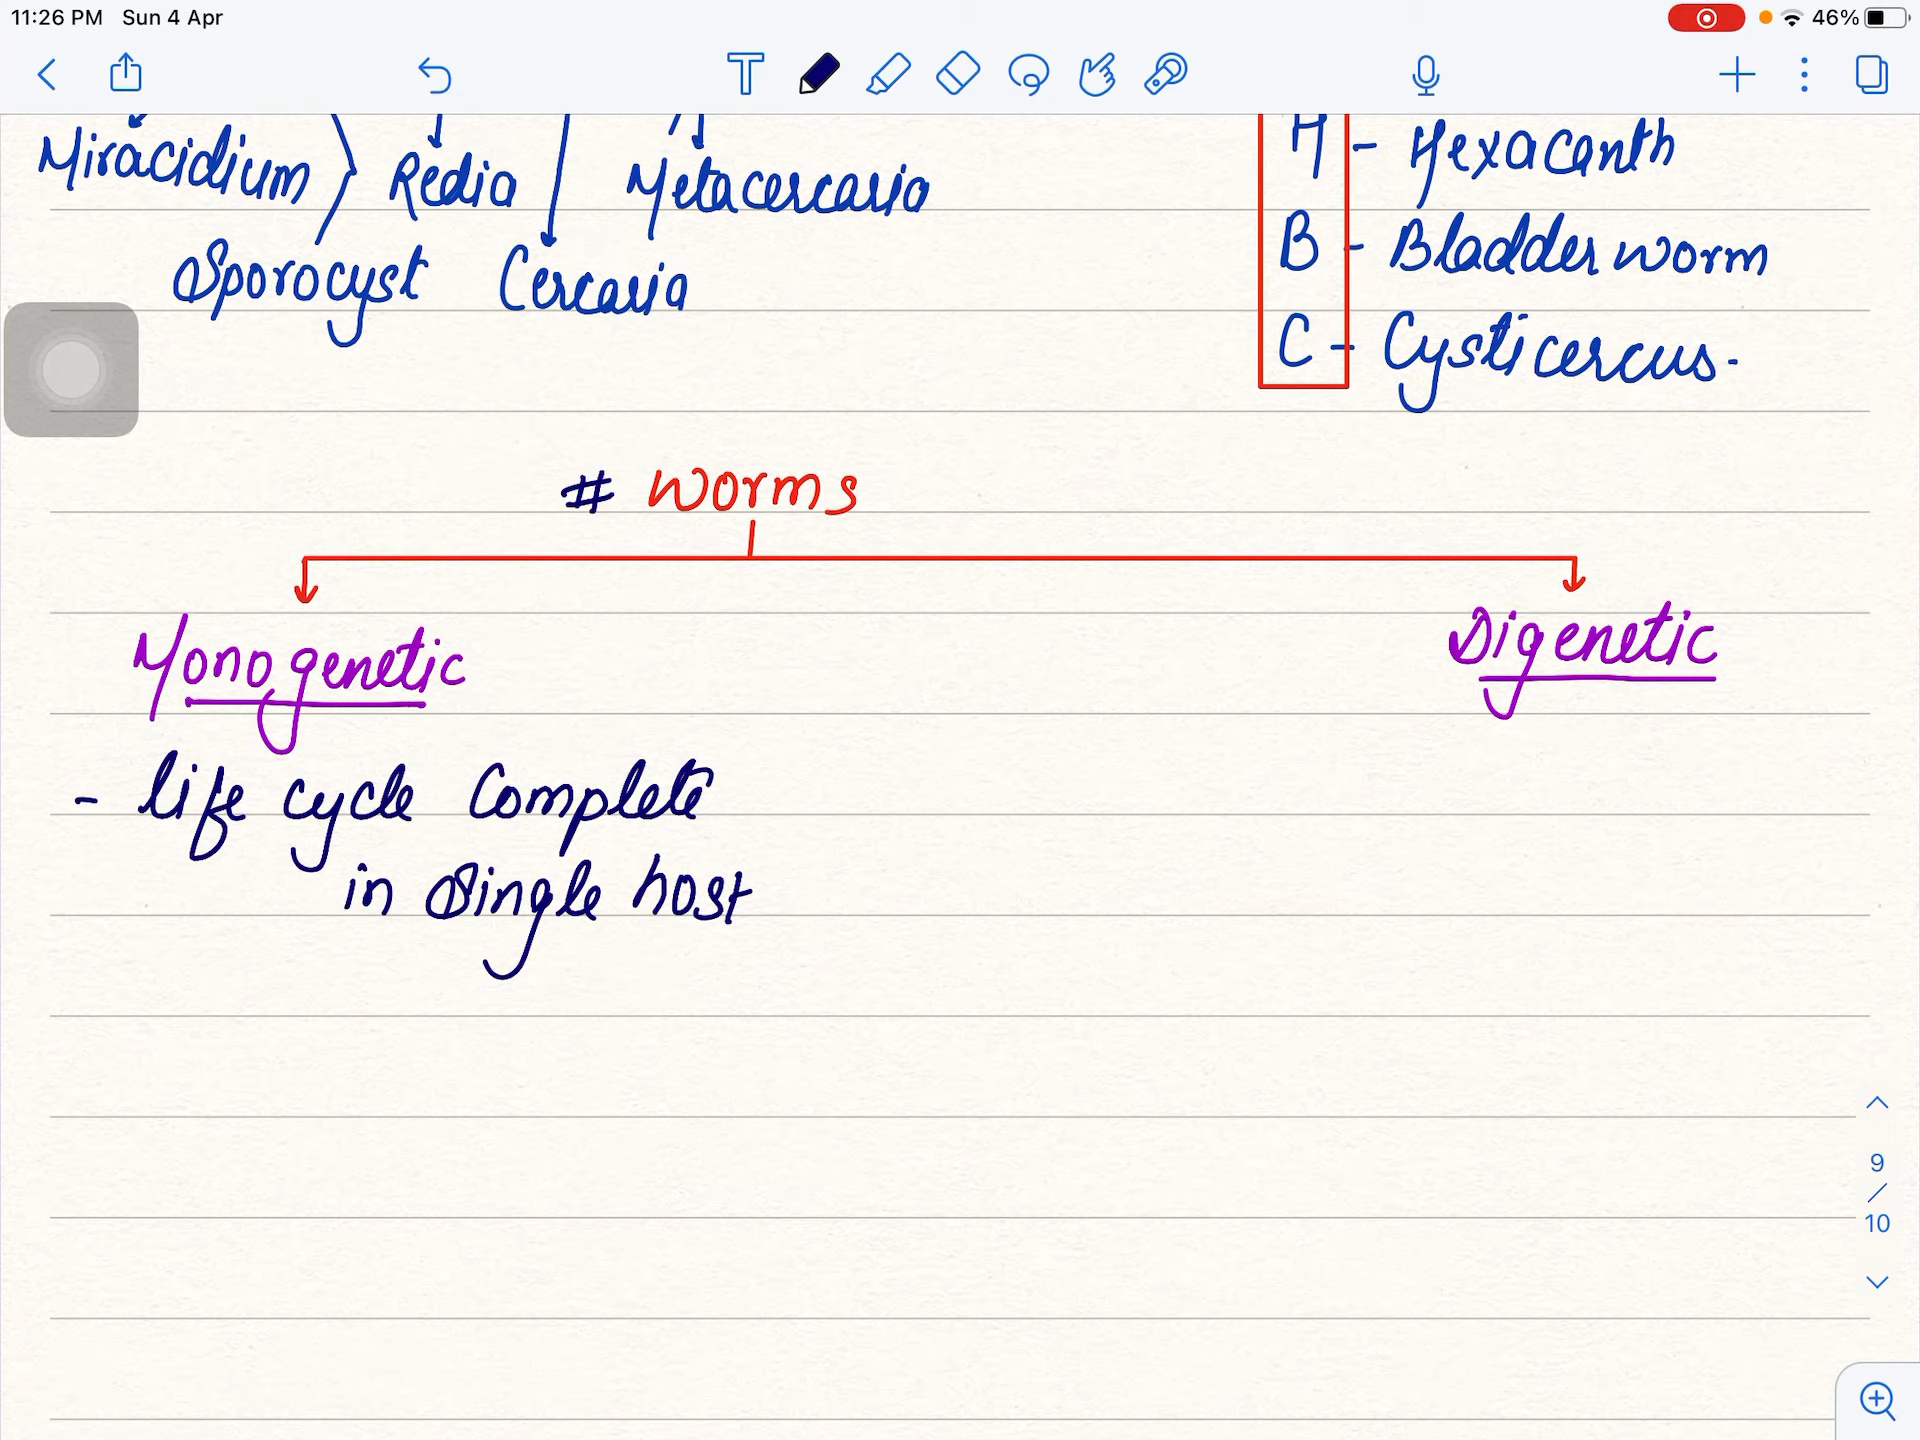 11:26 PM Sun 4 Apr
46%
Miracidium Redia Metacercaria
Sporocyst Cercaria
H - Hexacanth
B - Bladder worm
C - Cysticercus.
# Worms
Monogenetic
Digenetic
- life cycle Complete
in Single host
9
/
10